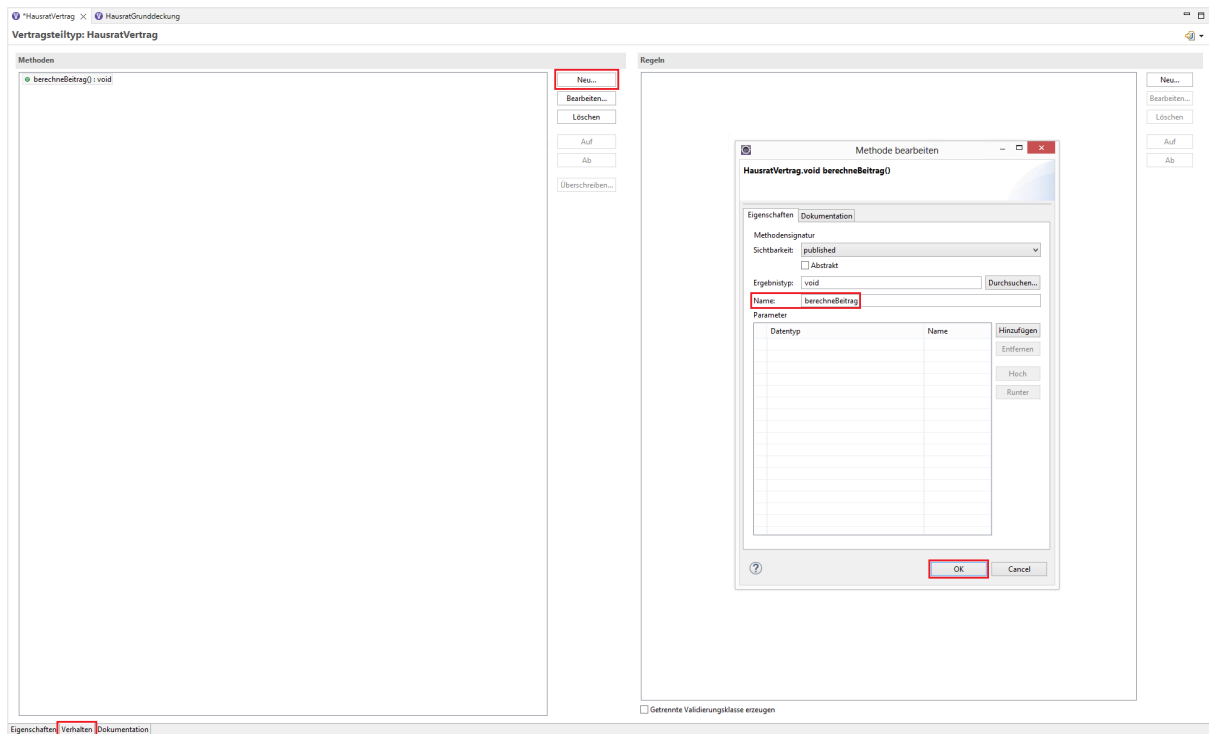 *HausratVertrag HausratGrunddeckung
Vertragsteiltyp: HausratVertrag
Methoden
berechneBeitrag() : void
Neu...
Bearbeiten...
Löschen
Auf
Ab
Überschreiben...
Regeln
Neu...
Bearbeiten...
Löschen
Auf
Ab
Methode bearbeiten
HausratVertrag.void berechneBeitrag()
Eigenschaften Dokumentation
Methodensignatur
Sichtbarkeit: published
Abstrakt
Ergebnistyp: void Durchsuchen...
Name: berechneBeitrag
Parameter
Datentyp Name
Hinzufügen
Entfernen
Hoch
Runter
OK Cancel
Getrennte Validierungsklasse erzeugen
Eigenschaften Verhalten Dokumentation